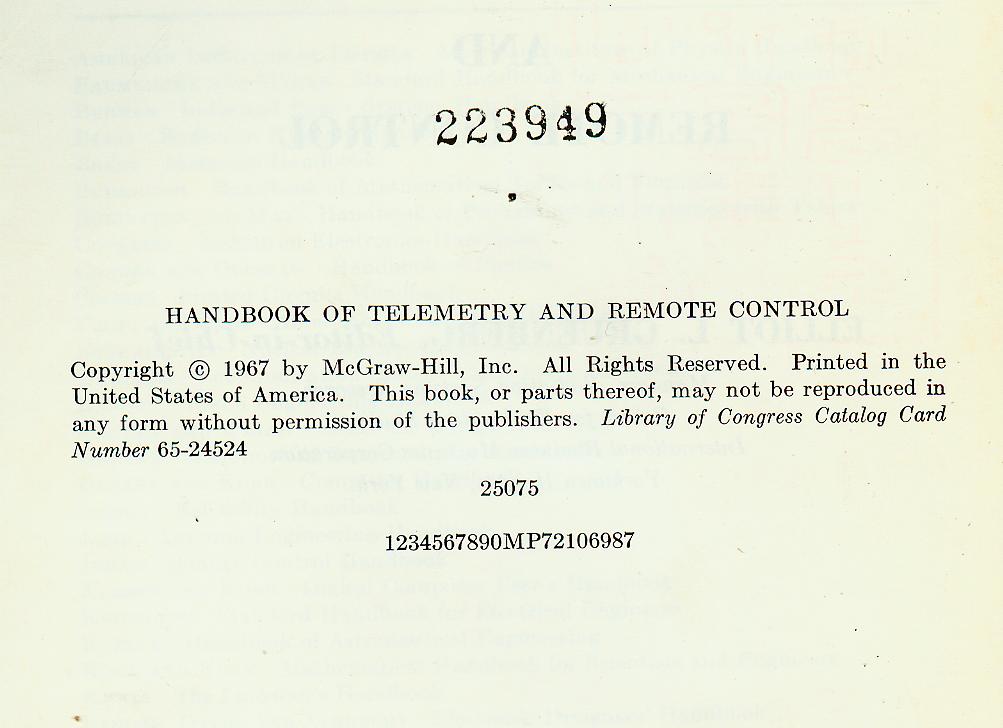 223949
HANDBOOK OF TELEMETRY AND REMOTE CONTROL
Copyright © 1967 by McGraw-Hill, Inc. All Rights Reserved. Printed in the
United States of America. This book, or parts thereof, may not be reproduced in
any form without permission of the publishers. Library of Congress Catalog Card
Number 65-24524
25075
1234567890MP72106987